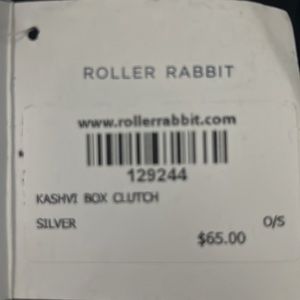 ROLLER RABBIT
www.rollerrabbit.com
129244
KASHVI BOX CLUTCH
SILVER O/S
$65.00